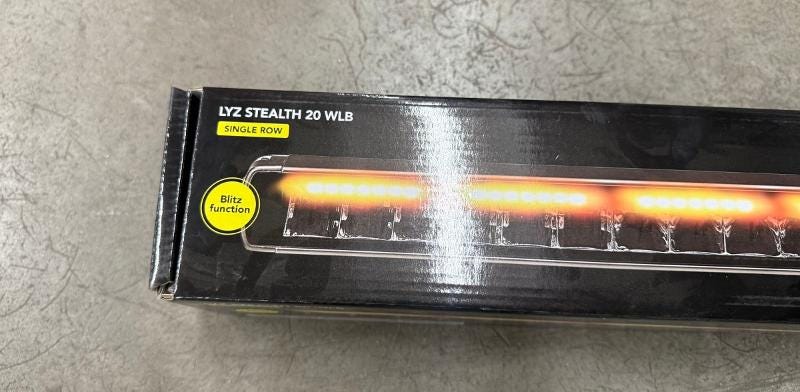 LYZ STEALTH 20 WLB
SINGLE ROW
Blitz
function